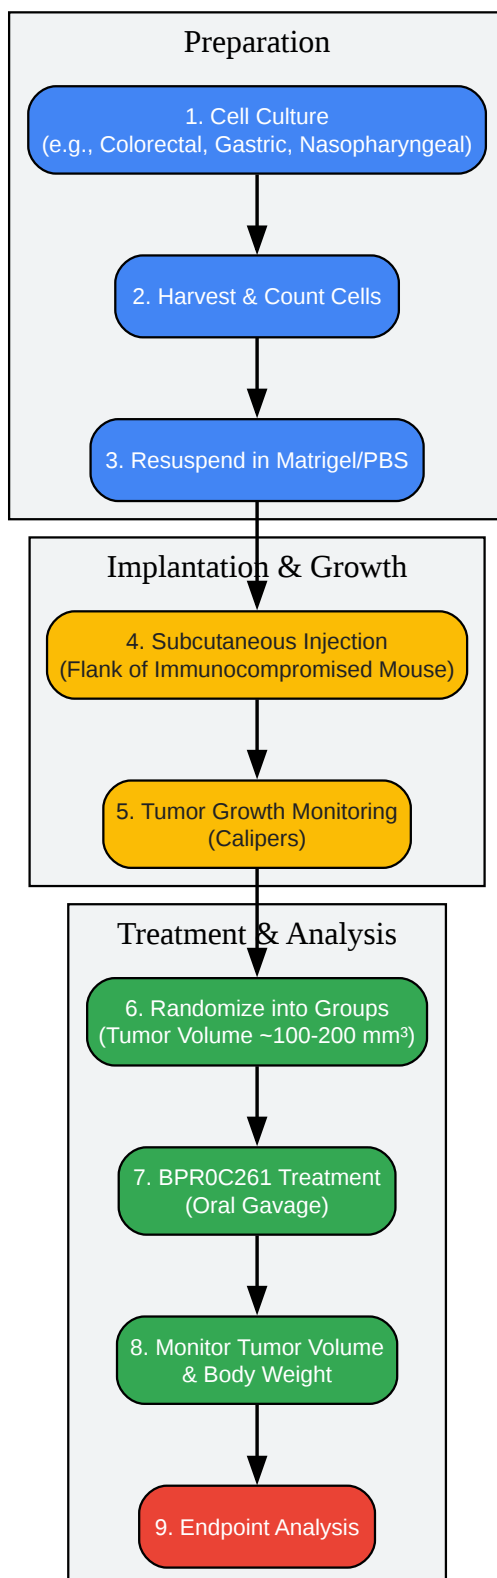 Preparation
1. Cell Culture
(e.g., Colorectal, Gastric, Nasopharyngeal)
2. Harvest & Count Cells
3. Resuspend in Matrigel/PBS
Implantation & Growth
4. Subcutaneous Injection
(Flank of Immunocompromised Mouse)
5. Tumor Growth Monitoring
(Calipers)
Treatment & Analysis
6. Randomize into Groups
(Tumor Volume ~100-200 mm³)
7. BPR0C261 Treatment
(Oral Gavage)
8. Monitor Tumor Volume
& Body Weight
9. Endpoint Analysis